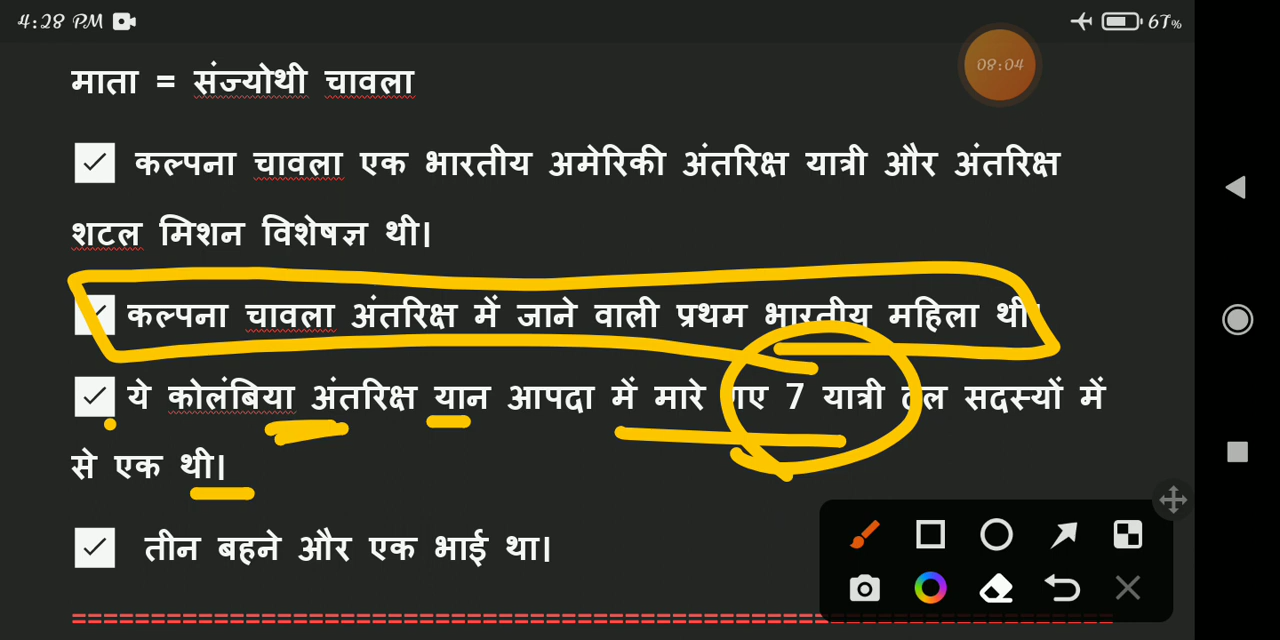 4:28 PM
67%
08:04
माता = संज्योथी चावला
कल्पना चावला एक भारतीय अमेरिकी अंतरिक्ष यात्री और अंतरिक्ष
शटल मिशन विशेषज्ञ थी।
कल्पना चावला अंतरिक्ष में जाने वाली प्रथम भारतीय महिला थी।
ये कोलंबिया अंतरिक्ष यान आपदा में मारे गए 7 यात्री दल सदस्यों में
से एक थी।
तीन बहने और एक भाई था।